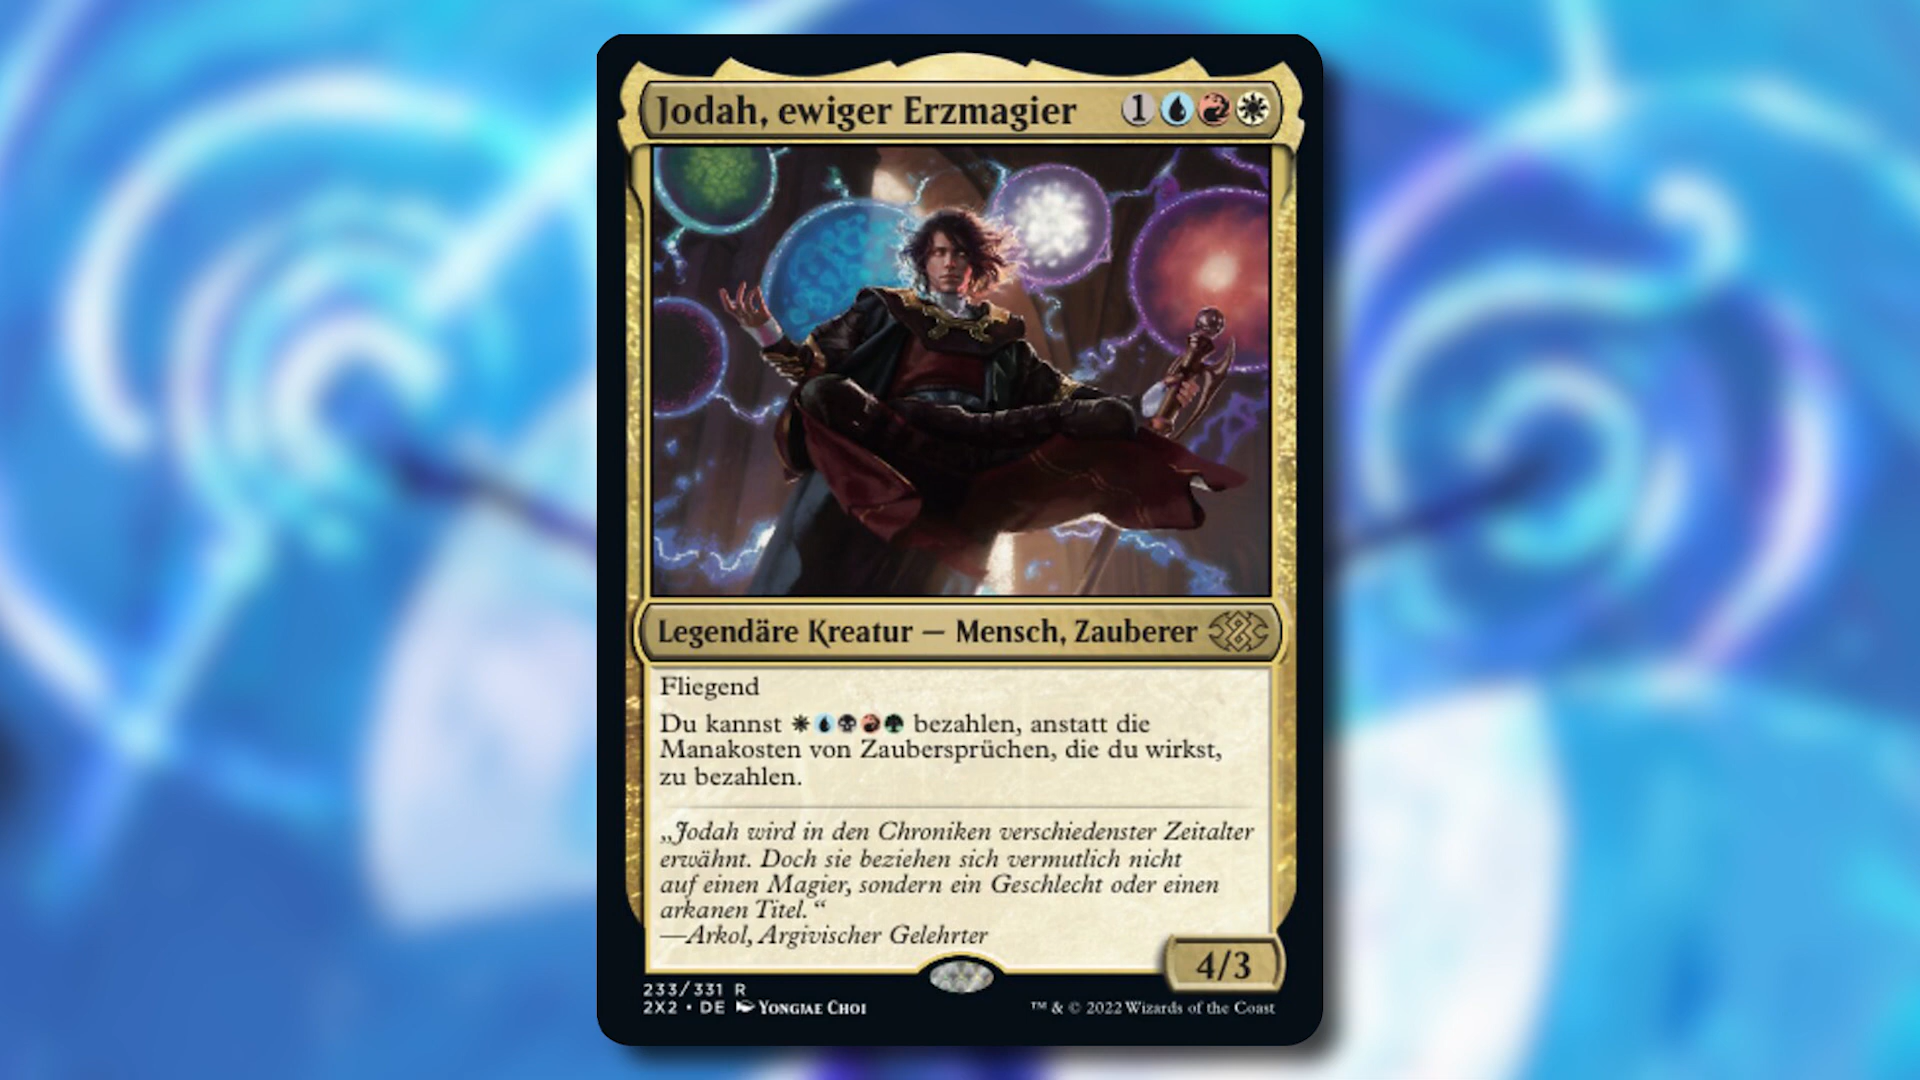 Jodah, ewiger Erzmagier 1
Legendäre Kreatur — Mensch, Zauberer
Fliegend
Du kannst bezahlen, anstatt die
Manakosten von Zaubersprüchen, die du wirkst,
zu bezahlen.
„Jodah wird in den Chroniken verschiedenster Zeitalter
erwähnt. Doch sie beziehen sich vermutlich nicht
auf einen Magier, sondern ein Geschlecht oder einen
arkanen Titel.“
—Arkol, Argivischer Gelehrter
4/3
233/331 R
2X2 • DE Yongjae Choi
™ & © 2022 Wizards of the Coast